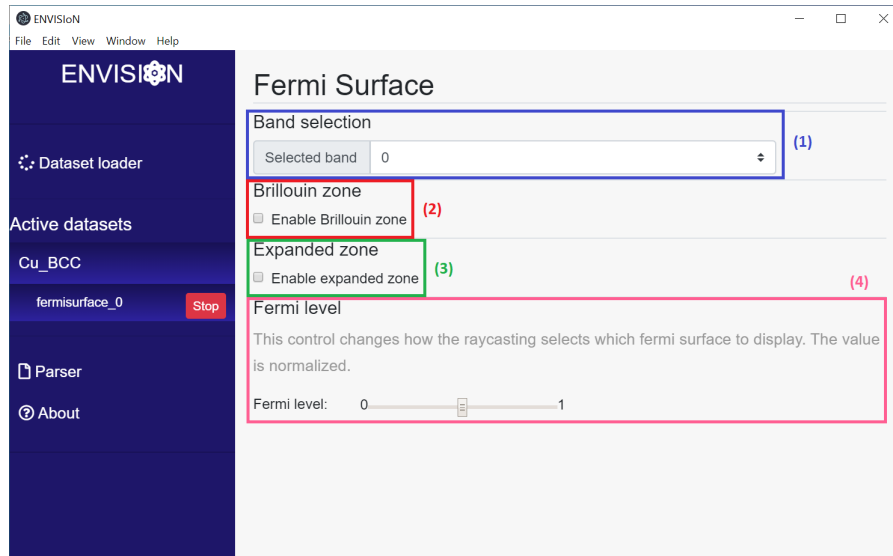 ENVISIoN
File Edit View Window Help
ENVISION
Dataset loader
Active datasets
Cu_BCC
fermisurface_0 Stop
Parser
About
Fermi Surface
Band selection
Selected band 0
(1)
Brillouin zone
Enable Brillouin zone
(2)
Expanded zone
Enable expanded zone
(3)
(4)
Fermi level
This control changes how the raycasting selects which fermi surface to display. The value
is normalized.
Fermi level: 0 1